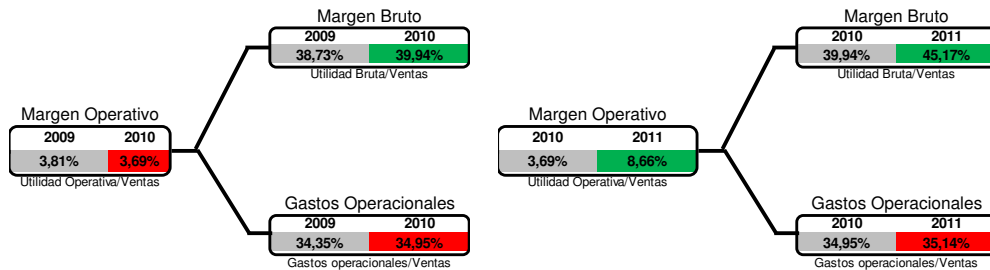 Margen Bruto
2009 2010
38,73% 39,94%
Utilidad Bruta/Ventas
Margen Operativo
2009 2010
3,81% 3,69%
Utilidad Operativa/Ventas
Gastos Operacionales
2009 2010
34,35% 34,95%
Gastos operacionales/Ventas
Margen Bruto
2010 2011
39,94% 45,17%
Utilidad Bruta/Ventas
Margen Operativo
2010 2011
3,69% 8,66%
Utilidad Operativa/Ventas
Gastos Operacionales
2010 2011
34,95% 35,14%
Gastos operacionales/Ventas